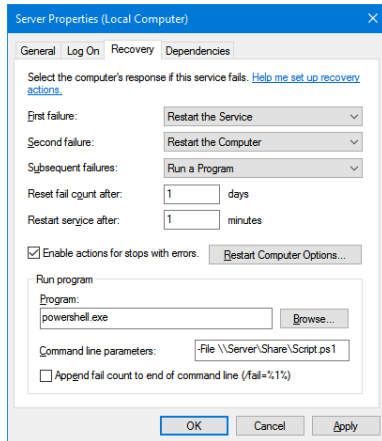 Server Properties (Local Computer)
General Log On Recovery Dependencies
Select the computer's response if this service fails. Help me set up recovery
actions.
First failure: Restart the Service
Second failure: Restart the Computer
Subsequent failures: Run a Program
Reset fail count after: 1 days
Restart service after: 1 minutes
Enable actions for stops with errors. Restart Computer Options...
Run program
Program:
powershell.exe Browse...
Command line parameters: -File \\Server\Share\Script.ps1
Append fail count to end of command line (/fail=%1%)
OK Cancel Apply